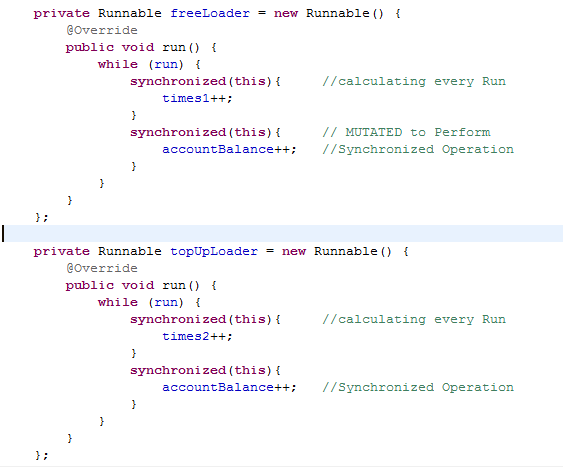 private Runnable freeLoader = new Runnable() {
@Override
public void run() {
while (run) {
synchronized(this){ //calculating every Run
times1++;
}
synchronized(this){ // MUTATED to Perform
accountBalance++; //Synchronized Operation
}
}
}
};
private Runnable topUpLoader = new Runnable() {
@Override
public void run() {
while (run) {
synchronized(this){ //calculating every Run
times2++;
}
synchronized(this){
accountBalance++; //Synchronized Operation
}
}
}
};